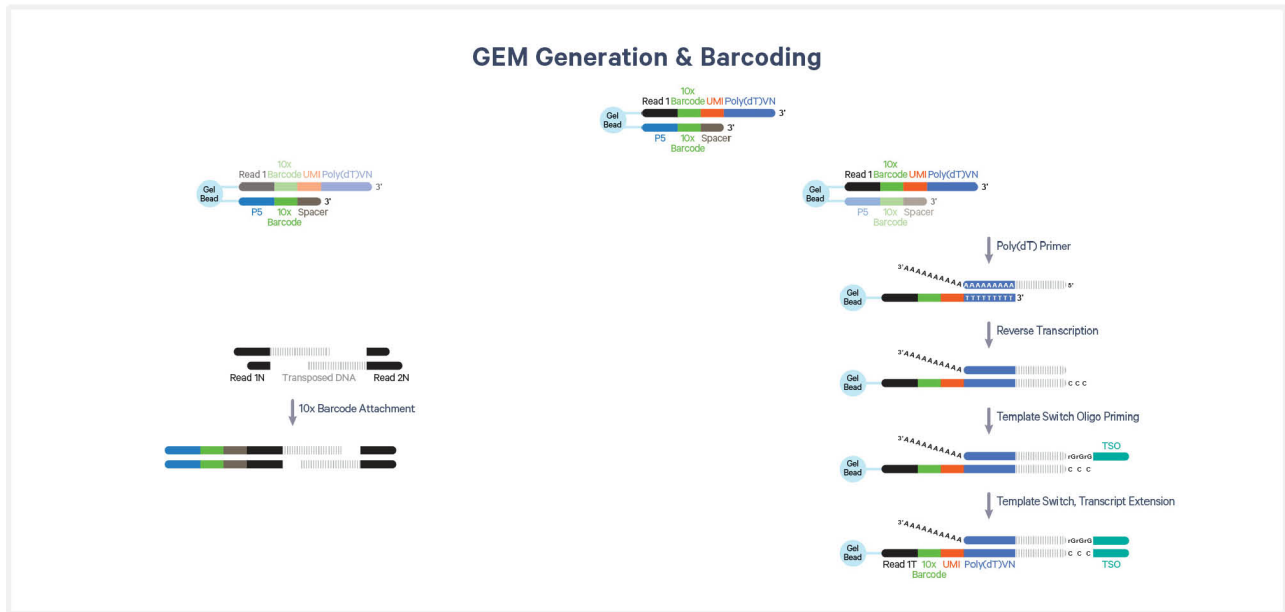 GEM Generation & Barcoding
10x
Read 1 Barcode UMI Poly(dT)VN
Gel
Bead
3'
3'
P5 10x Spacer
Barcode
10x
Read 1 Barcode UMI Poly(dT)VN
Gel
Bead
3'
3'
P5 10x Spacer
Barcode
Read 1N Transposed DNA Read 2N
10x Barcode Attachment
10x
Read 1 Barcode UMI Poly(dT)VN
Gel
Bead
3'
3'
P5 10x Spacer
Barcode
Poly(dT) Primer
3'AAAAAAAAA
AAAAAAAAA 5'
Gel
Bead
TTTTTTTTT 3'
Reverse Transcription
3'AAAAAAAAA
Gel
Bead
C C C
Template Switch Oligo Priming
3'AAAAAAAAA
TSO
rGrGrG
Gel
Bead
C C C
Template Switch, Transcript Extension
3'AAAAAAAAA
rGrGrG
Gel
Bead
C C C
Read 1T 10x UMI Poly(dT)VN TSO
Barcode